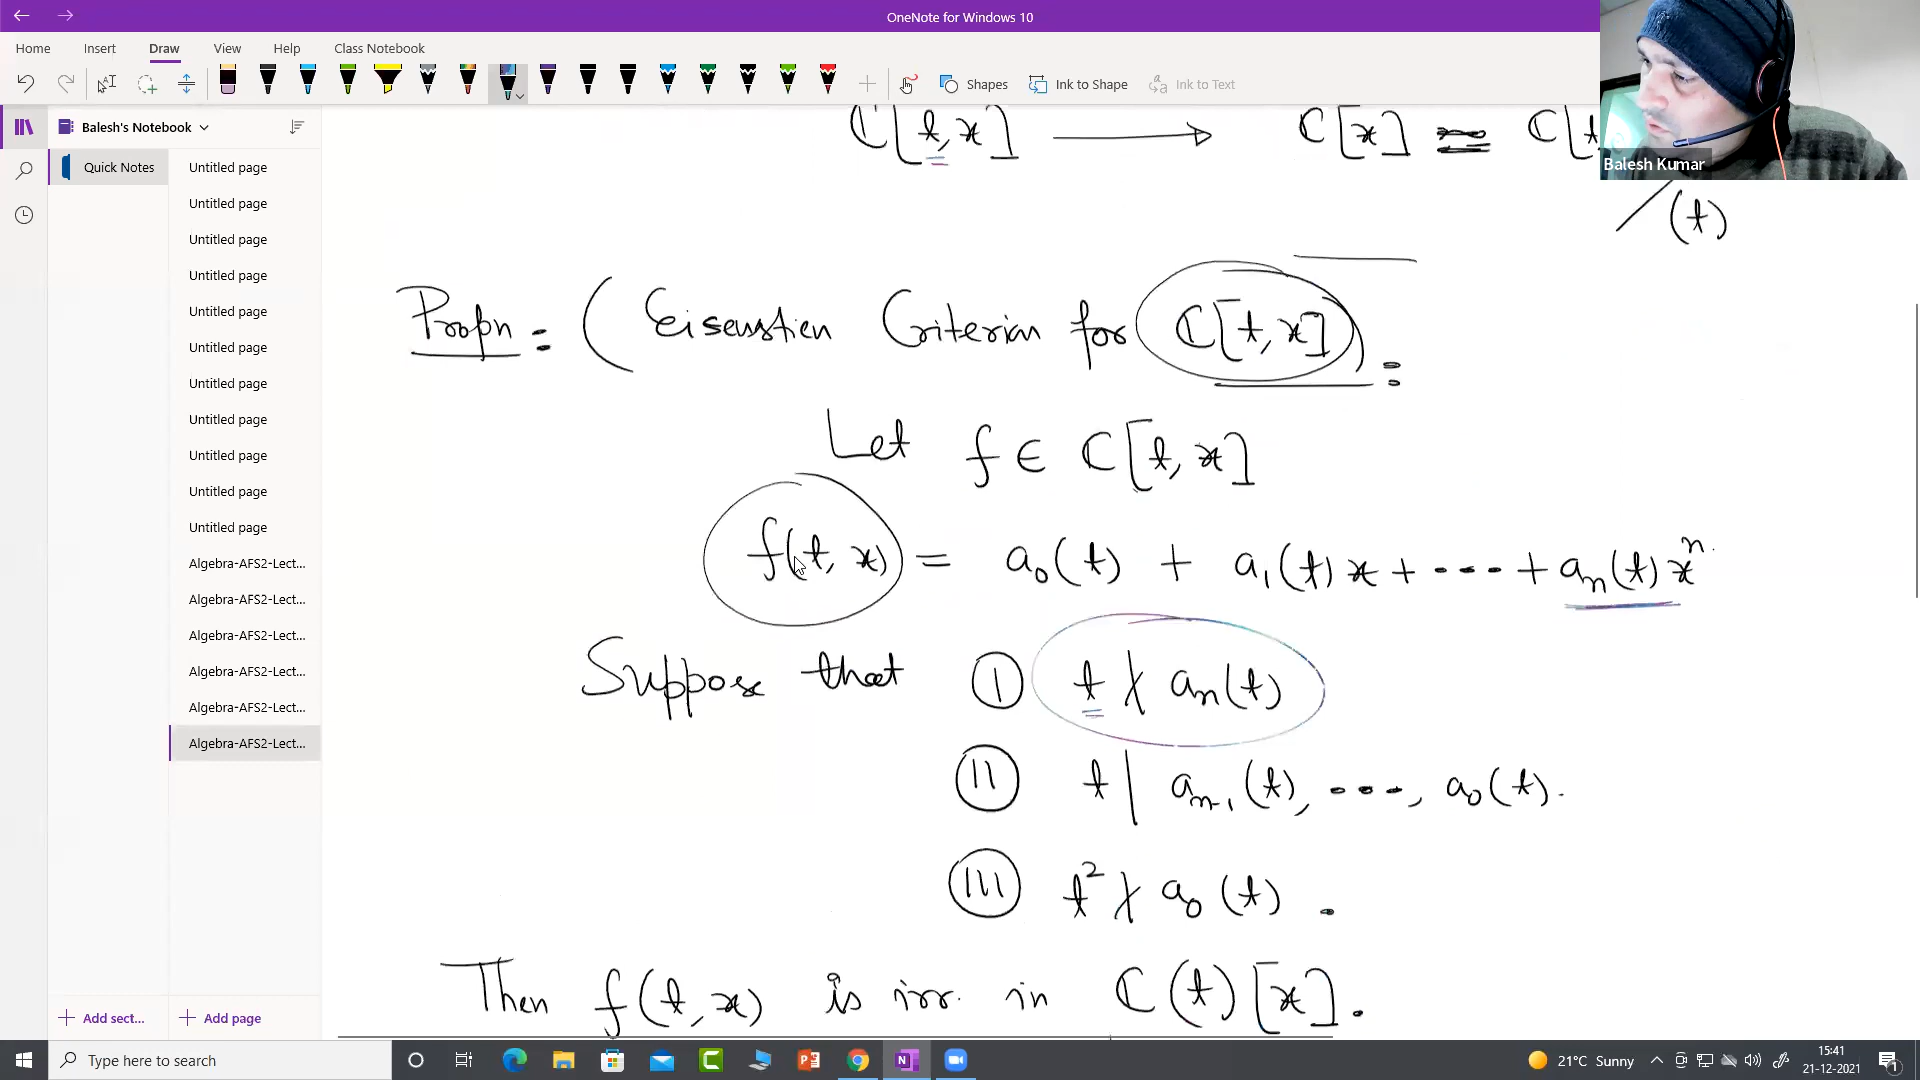 OneNote for Windows 10
Home Insert Draw View Help Class Notebook
Shapes Ink to Shape Ink to Text
Balesh's Notebook
Quick Notes
Untitled page
Untitled page
Untitled page
Untitled page
Untitled page
Untitled page
Untitled page
Untitled page
Untitled page
Untitled page
Untitled page
Algebra-AFS2-Lect...
Algebra-AFS2-Lect...
Algebra-AFS2-Lect...
Algebra-AFS2-Lect...
Algebra-AFS2-Lect...
Algebra-AFS2-Lect...
Add sect... Add page
Balesh Kumar
ℂ[t,x] ⟶ ℂ[x] ≅ ℂ[t
/(t)
Propn: (Eisenstien Criterian for ℂ[t,x]):
Let f ∈ ℂ[t,x]
f(t,x) = a₀(t) + a₁(t)x + ---- + aₙ(t)xⁿ.
Suppose that (I) t ∤ aₙ(t)
(II) t | aₙ₋₁(t), ----, a₀(t).
(III) t² ∤ a₀(t).
Then f(t,x) is irr. in ℂ(t)[x].
Type here to search
21°C Sunny
15:41
21-12-2021
1